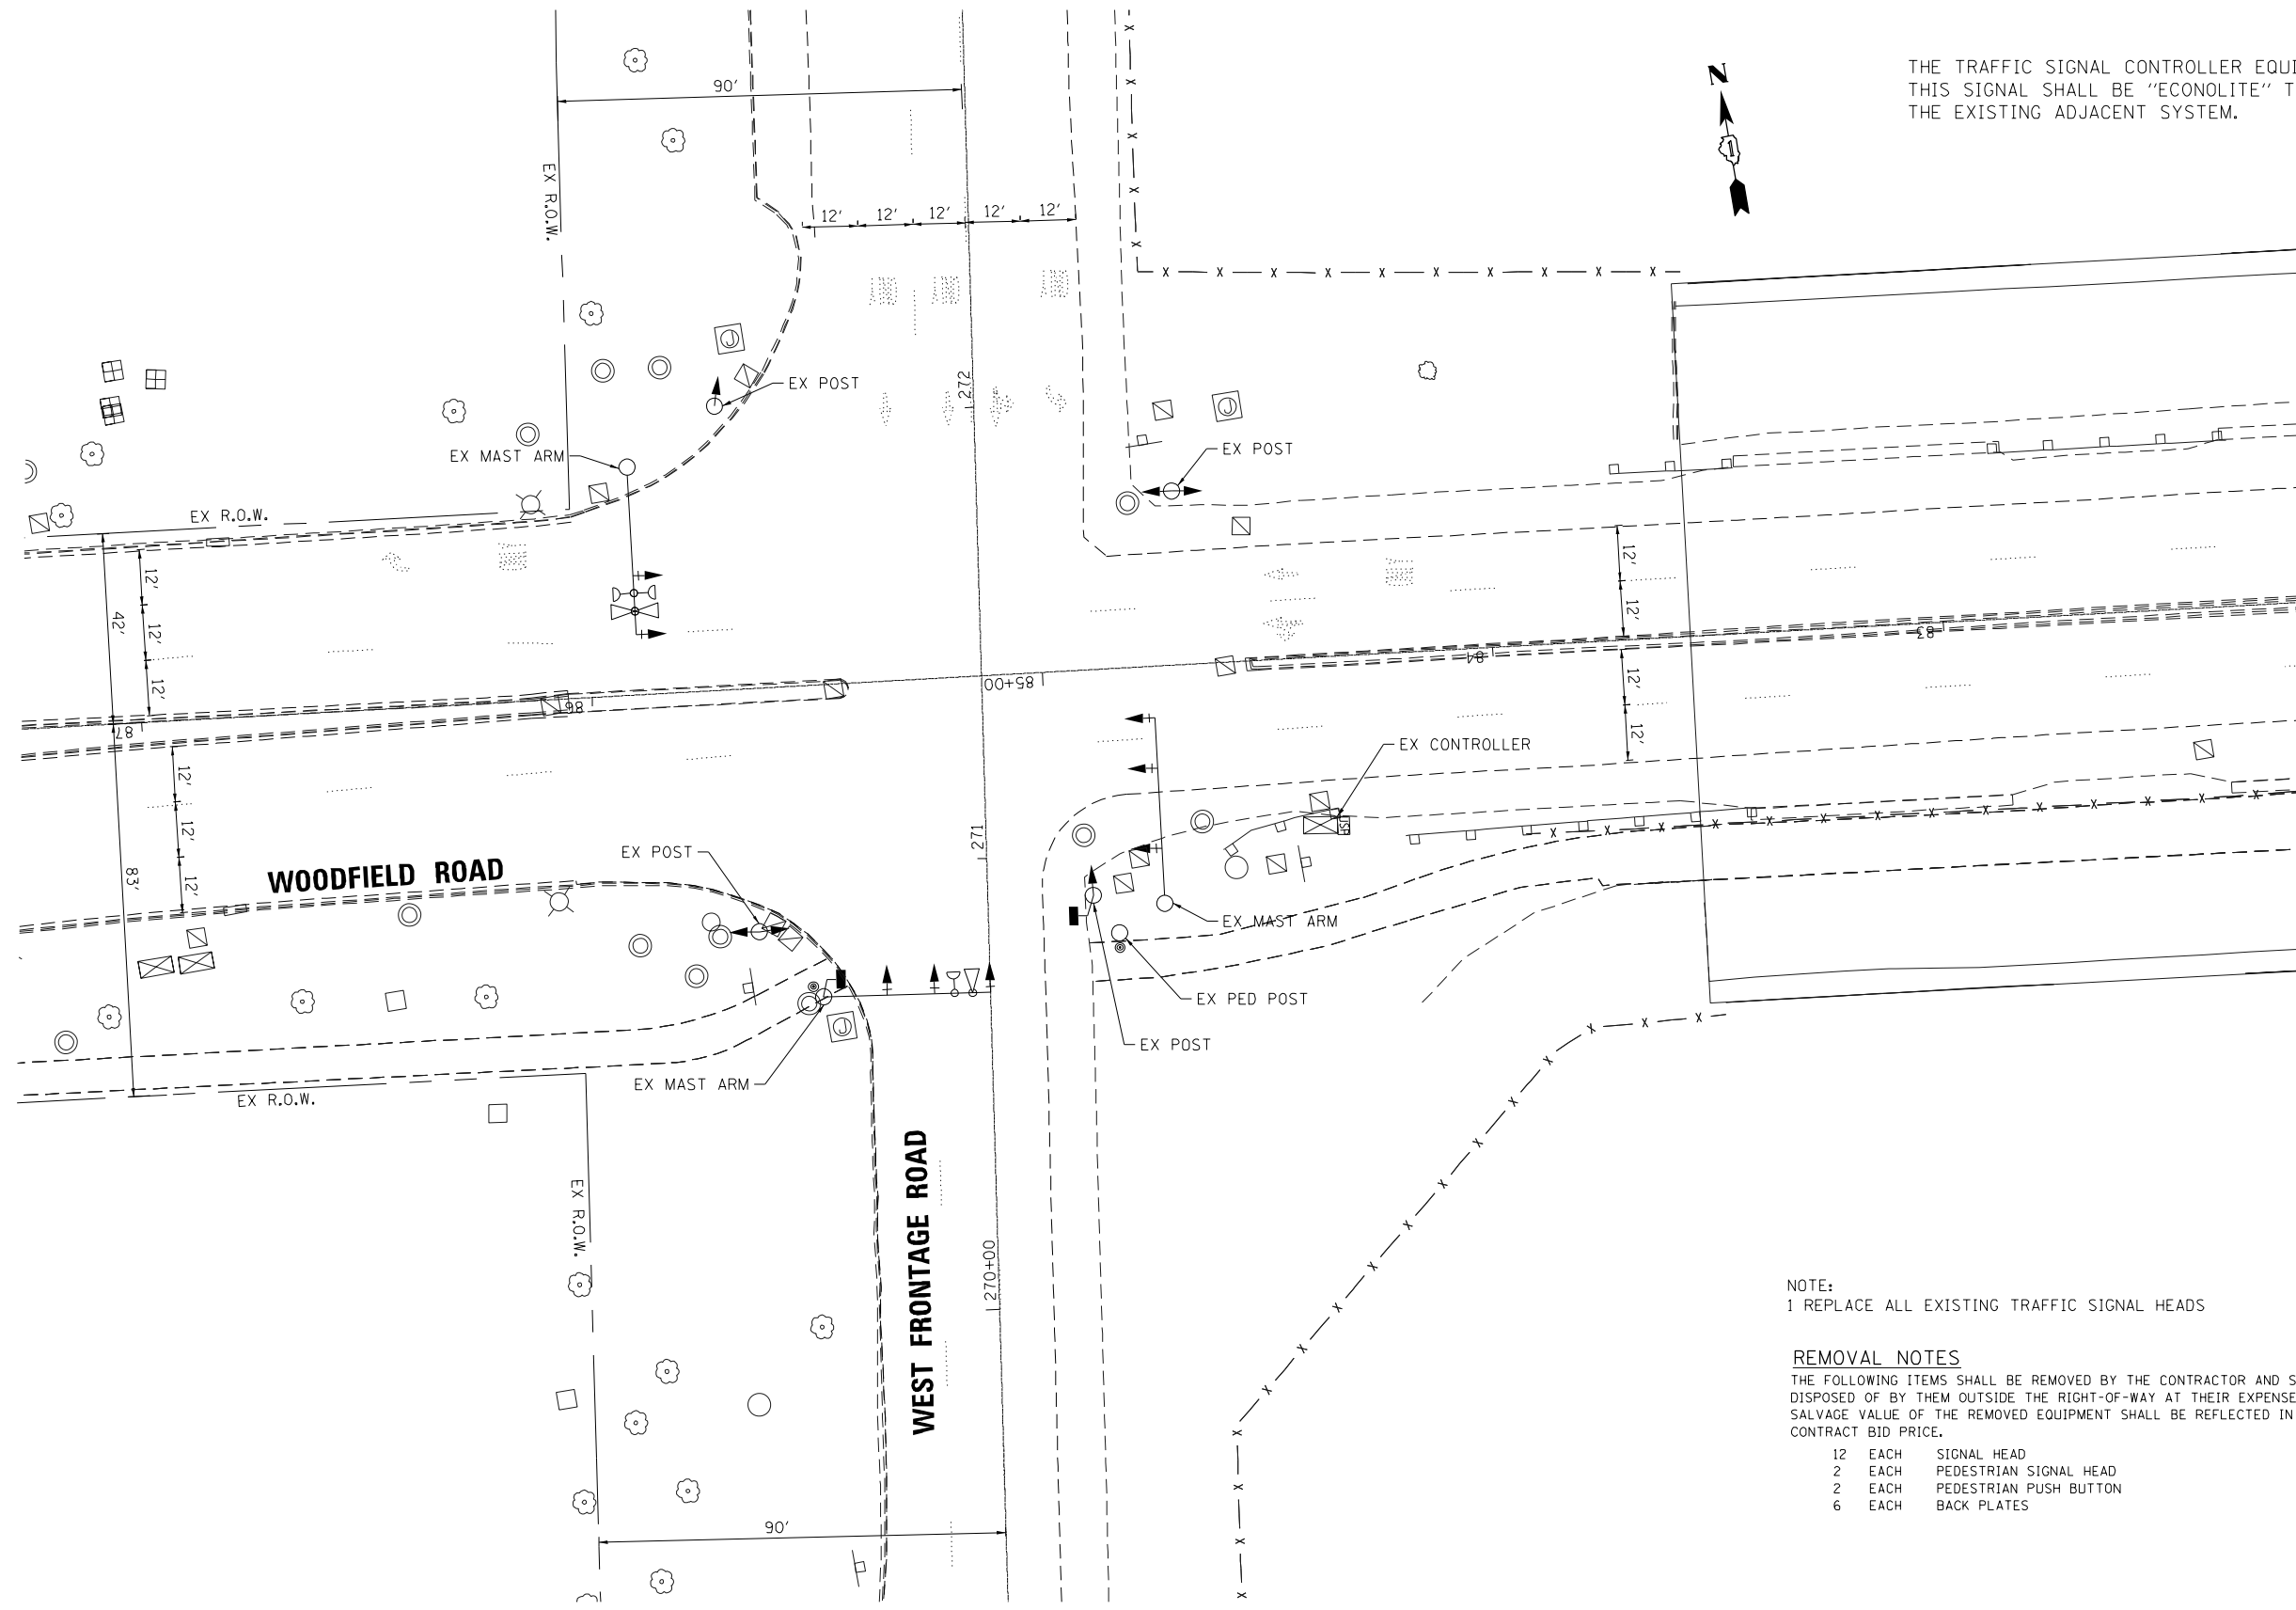 THE TRAFFIC SIGNAL CONTROLLER EQUI
THIS SIGNAL SHALL BE "ECONOLITE" T
THE EXISTING ADJACENT SYSTEM.
N
1
90'
EX R.O.W.
12' 12' 12' 12' 12'
J
EX POST
272
J
EX MAST ARM
EX POST
EX R.O.W.
12'
12'
12'
42'
12'
12'
83
84
85+00
86
87
12'
12'
12'
12'
12'
83'
EX CONTROLLER
USP
271
EX POST
WOODFIELD ROAD
EX MAST ARM
EX PED POST
J
EX POST
EX MAST ARM
EX R.O.W.
EX R.O.W.
WEST FRONTAGE ROAD
270+00
90'
NOTE:
1 REPLACE ALL EXISTING TRAFFIC SIGNAL HEADS
REMOVAL NOTES
THE FOLLOWING ITEMS SHALL BE REMOVED BY THE CONTRACTOR AND S
DISPOSED OF BY THEM OUTSIDE THE RIGHT-OF-WAY AT THEIR EXPENSE
SALVAGE VALUE OF THE REMOVED EQUIPMENT SHALL BE REFLECTED IN
CONTRACT BID PRICE.
12 EACH SIGNAL HEAD
2 EACH PEDESTRIAN SIGNAL HEAD
2 EACH PEDESTRIAN PUSH BUTTON
6 EACH BACK PLATES